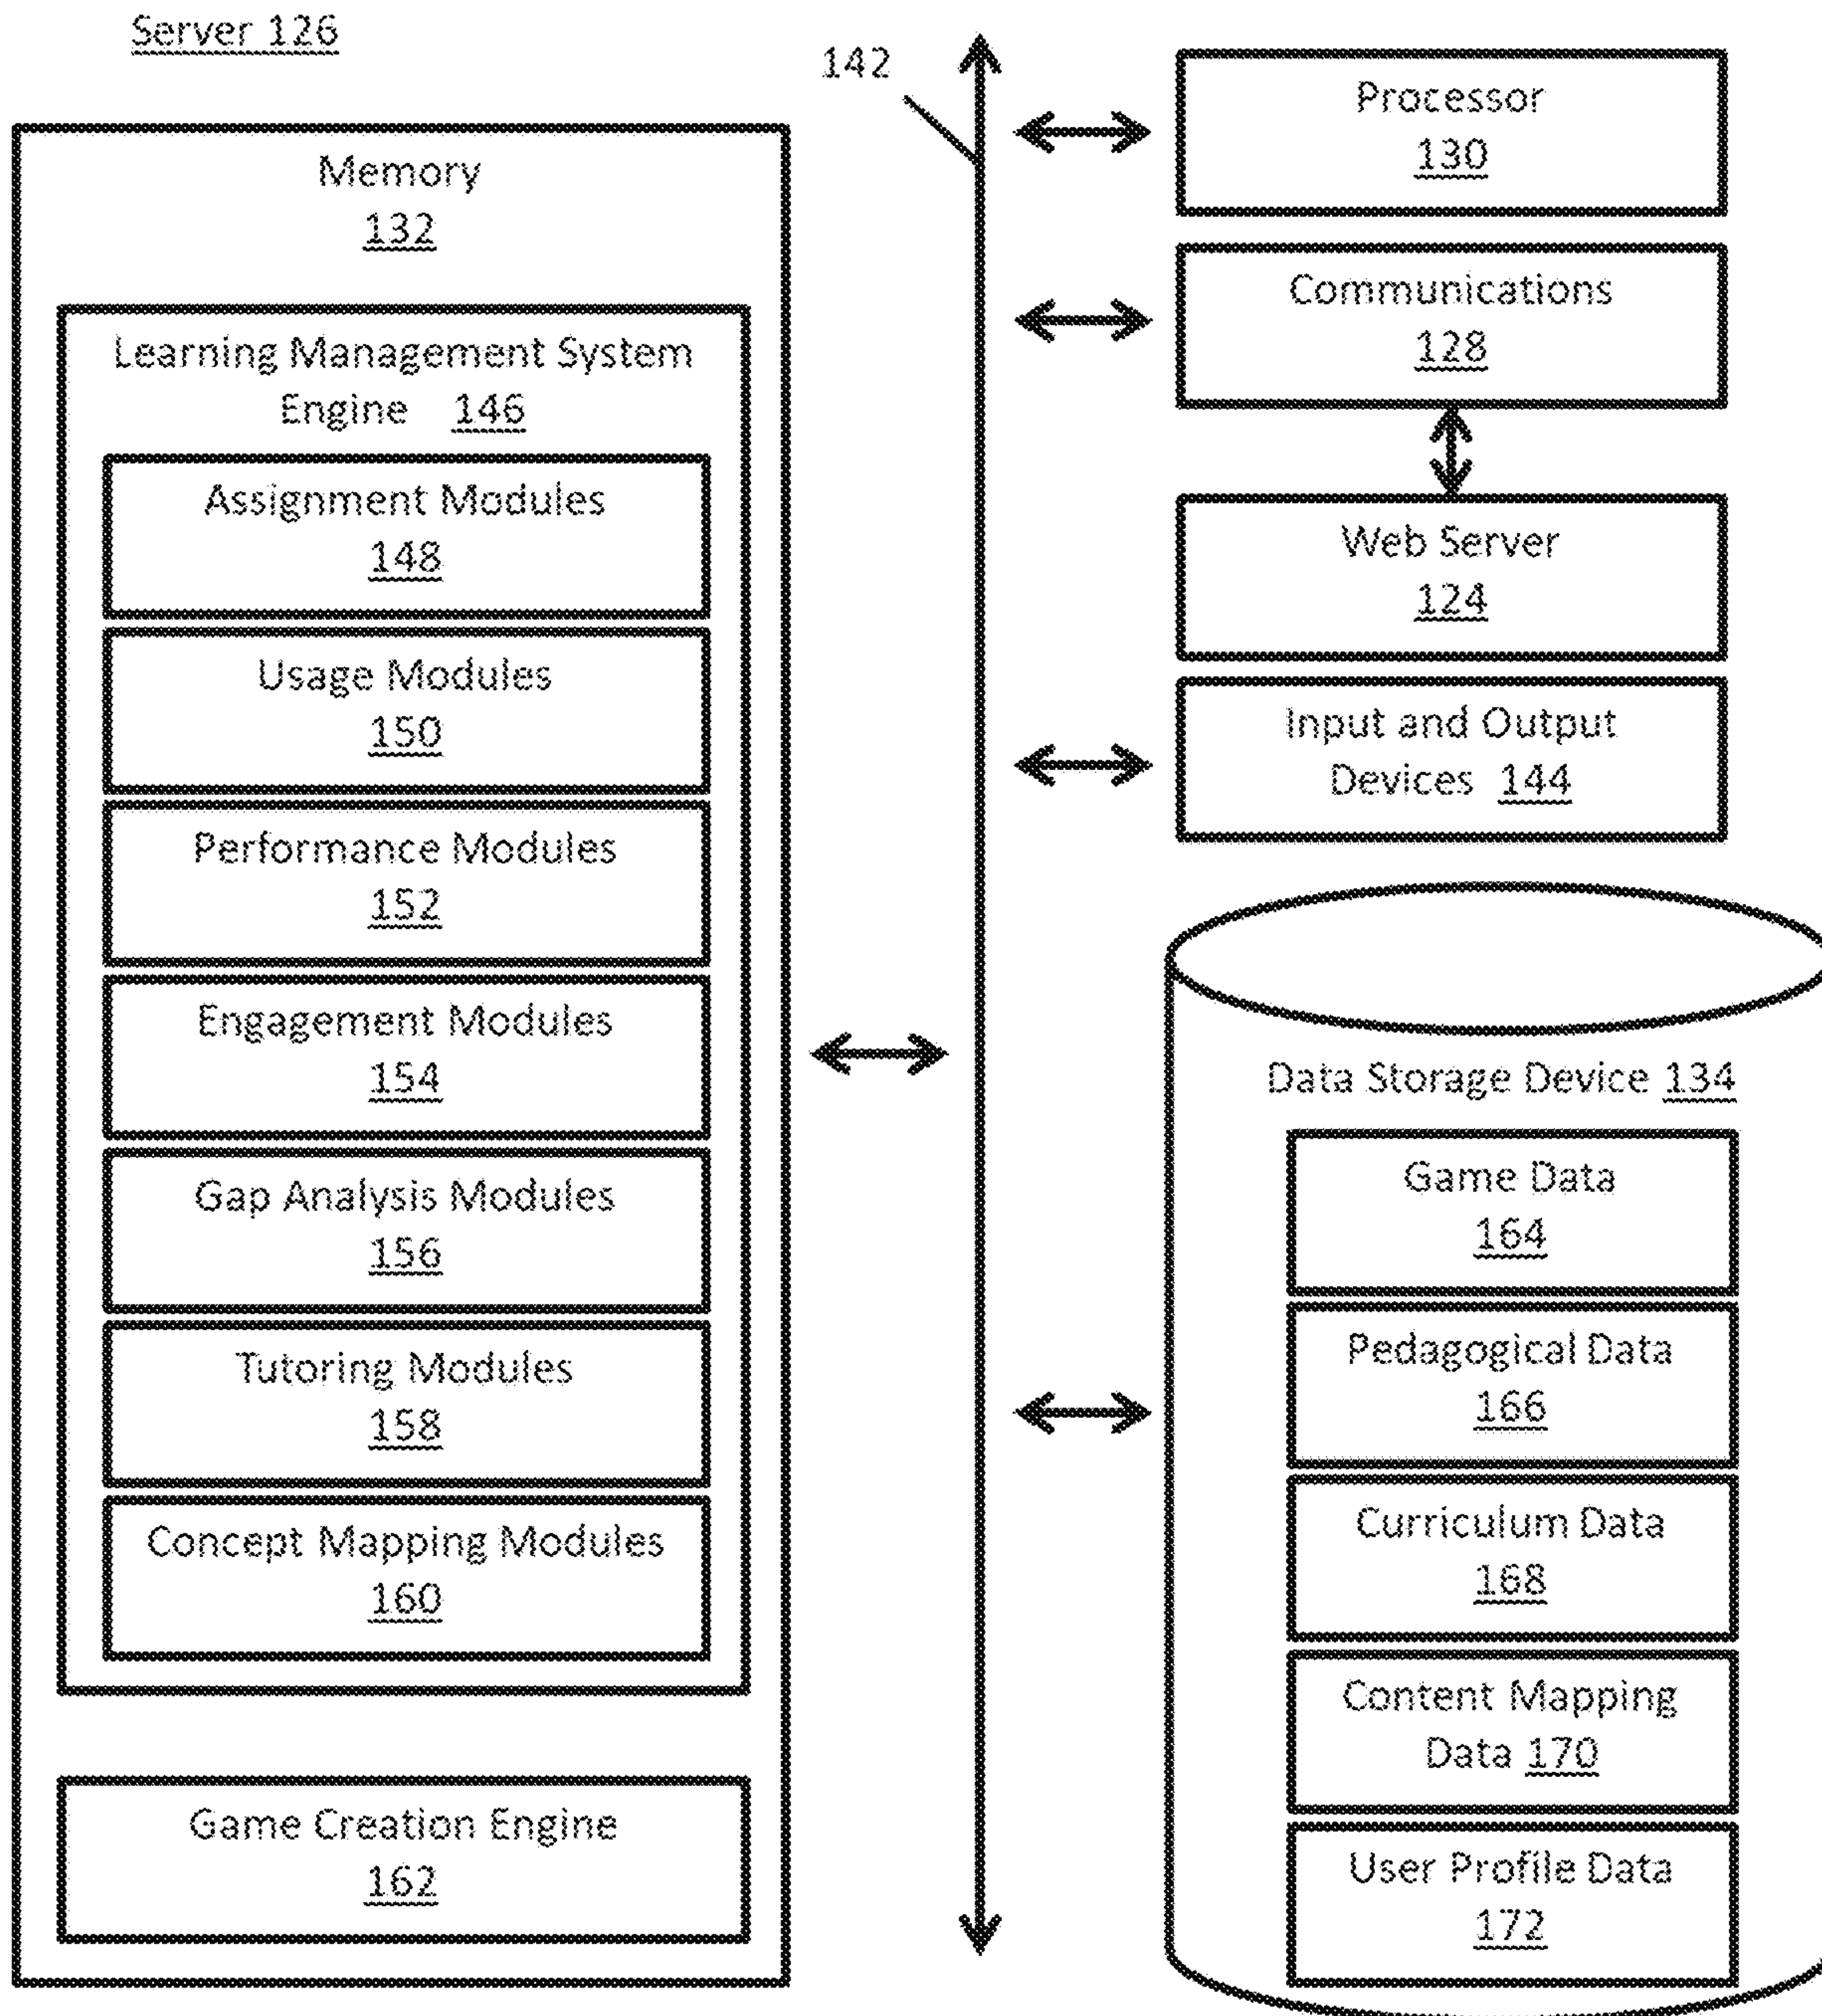 Server 126
Memory
132
Learning Management System
Engine 146
Assignment Modules
148
Usage Modules
150
Performance Modules
152
Engagement Modules
154
Gap Analysis Modules
156
Tutoring Modules
158
Concept Mapping Modules
160
Game Creation Engine
162
142
Processor
130
Communications
128
Web Server
124
Input and Output
Devices 144
Data Storage Device 134
Game Data
164
Pedagogical Data
166
Curriculum Data
168
Content Mapping
Data 170
User Profile Data
172